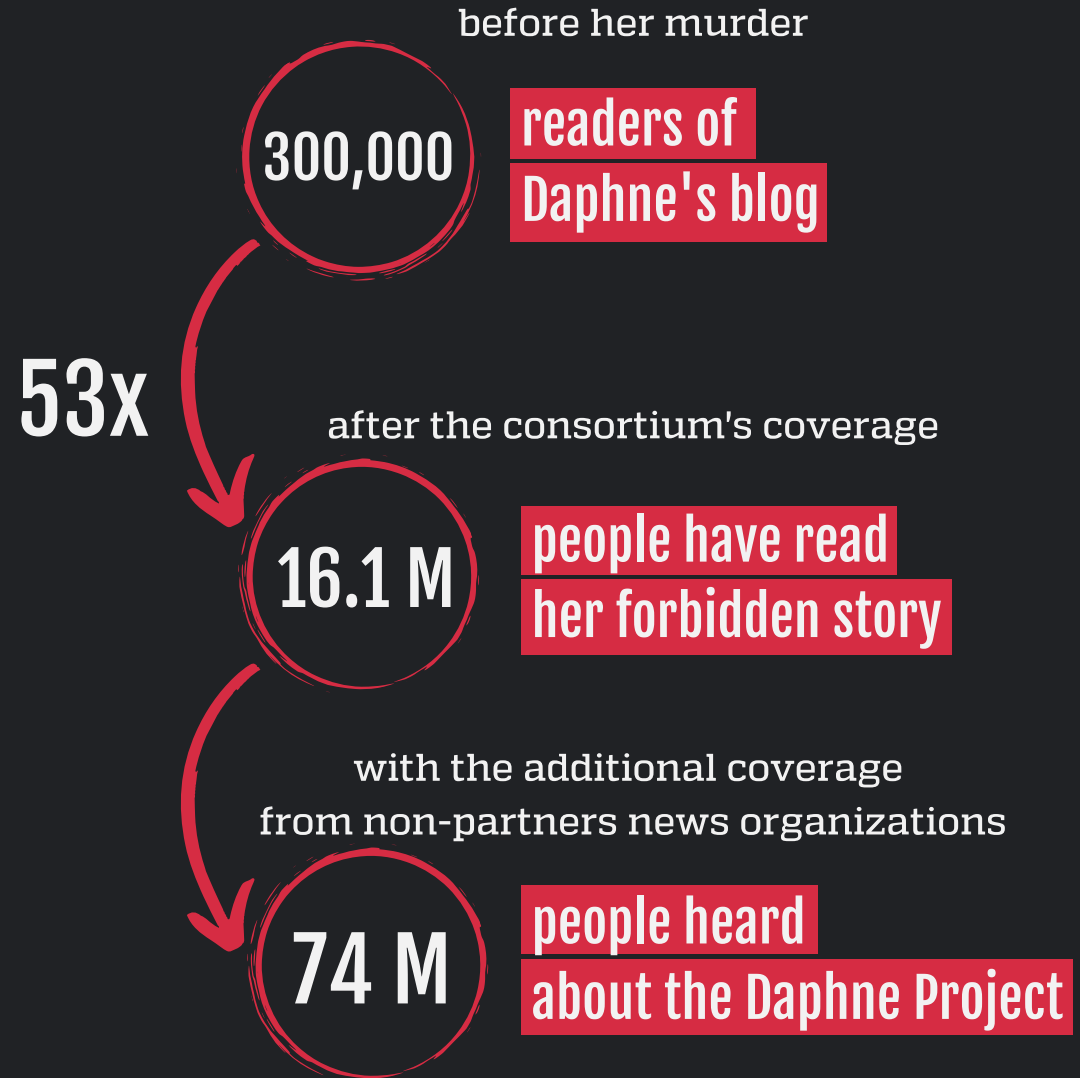 before her murder
300,000
readers of
Daphne's blog
53x
after the consortium's coverage
16.1 M
people have read
her forbidden story
with the additional coverage
from non-partners news organizations
74 M
people heard
about the Daphne Project